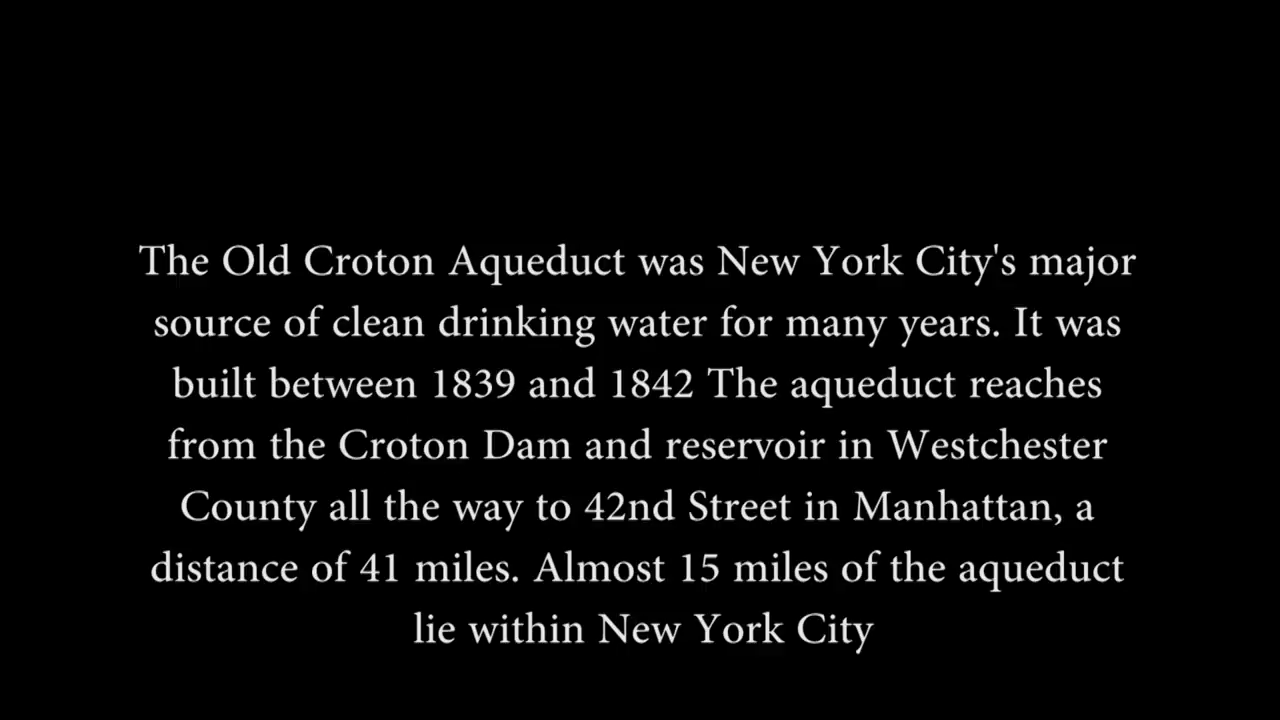 The Old Croton Aqueduct was New York City's major
source of clean drinking water for many years. It was
built between 1839 and 1842 The aqueduct reaches
from the Croton Dam and reservoir in Westchester
County all the way to 42nd Street in Manhattan, a
distance of 41 miles. Almost 15 miles of the aqueduct
lie within New York City